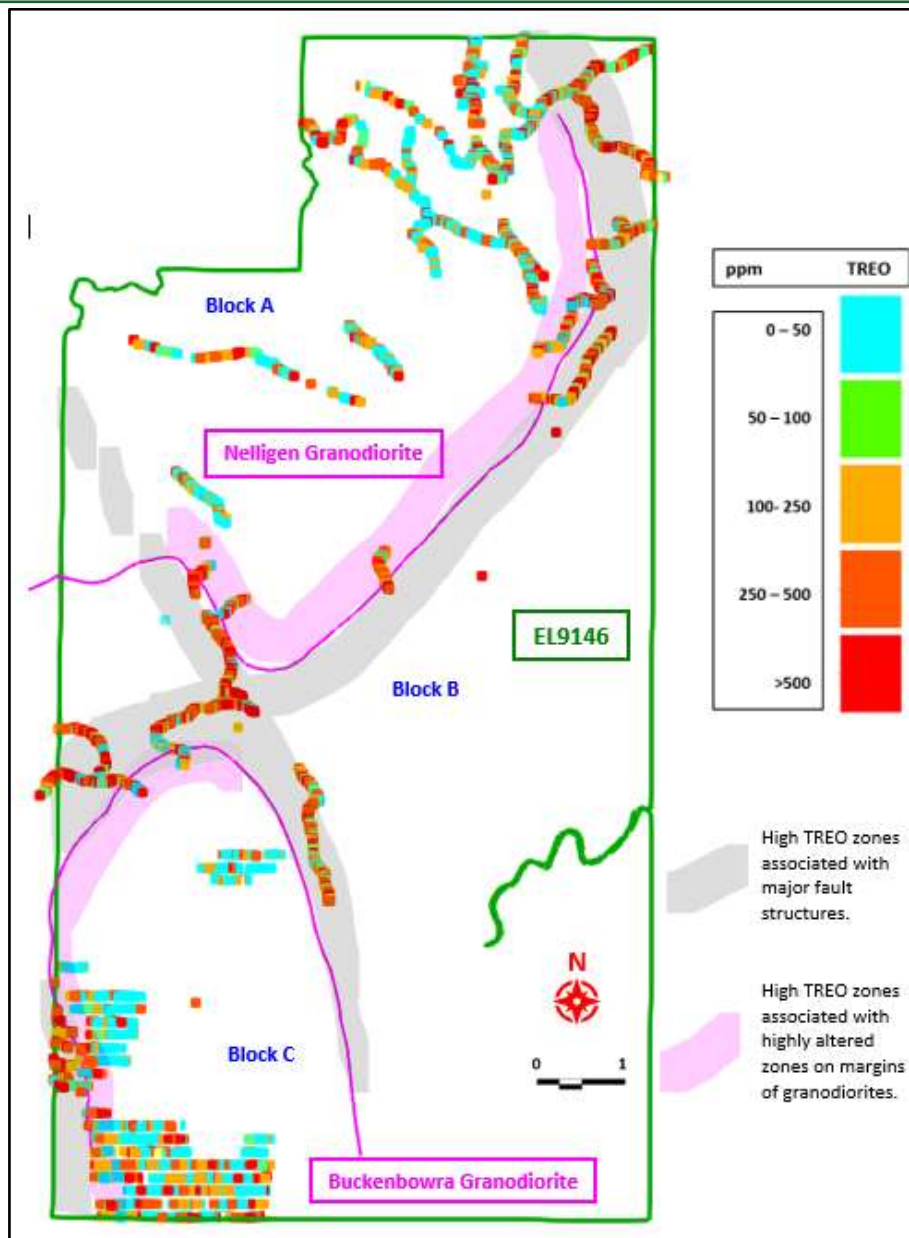 Block A
ppm TREO
0 – 50
50 – 100
Nelligen Granodiorite
100- 250
250 – 500
EL9146
>500
Block B
High TREO zones
associated with
major fault
structures.
N
High TREO zones
associated with
highly altered
zones on margins
of granodiorites.
0 1
Block C
Buckenbowra Granodiorite